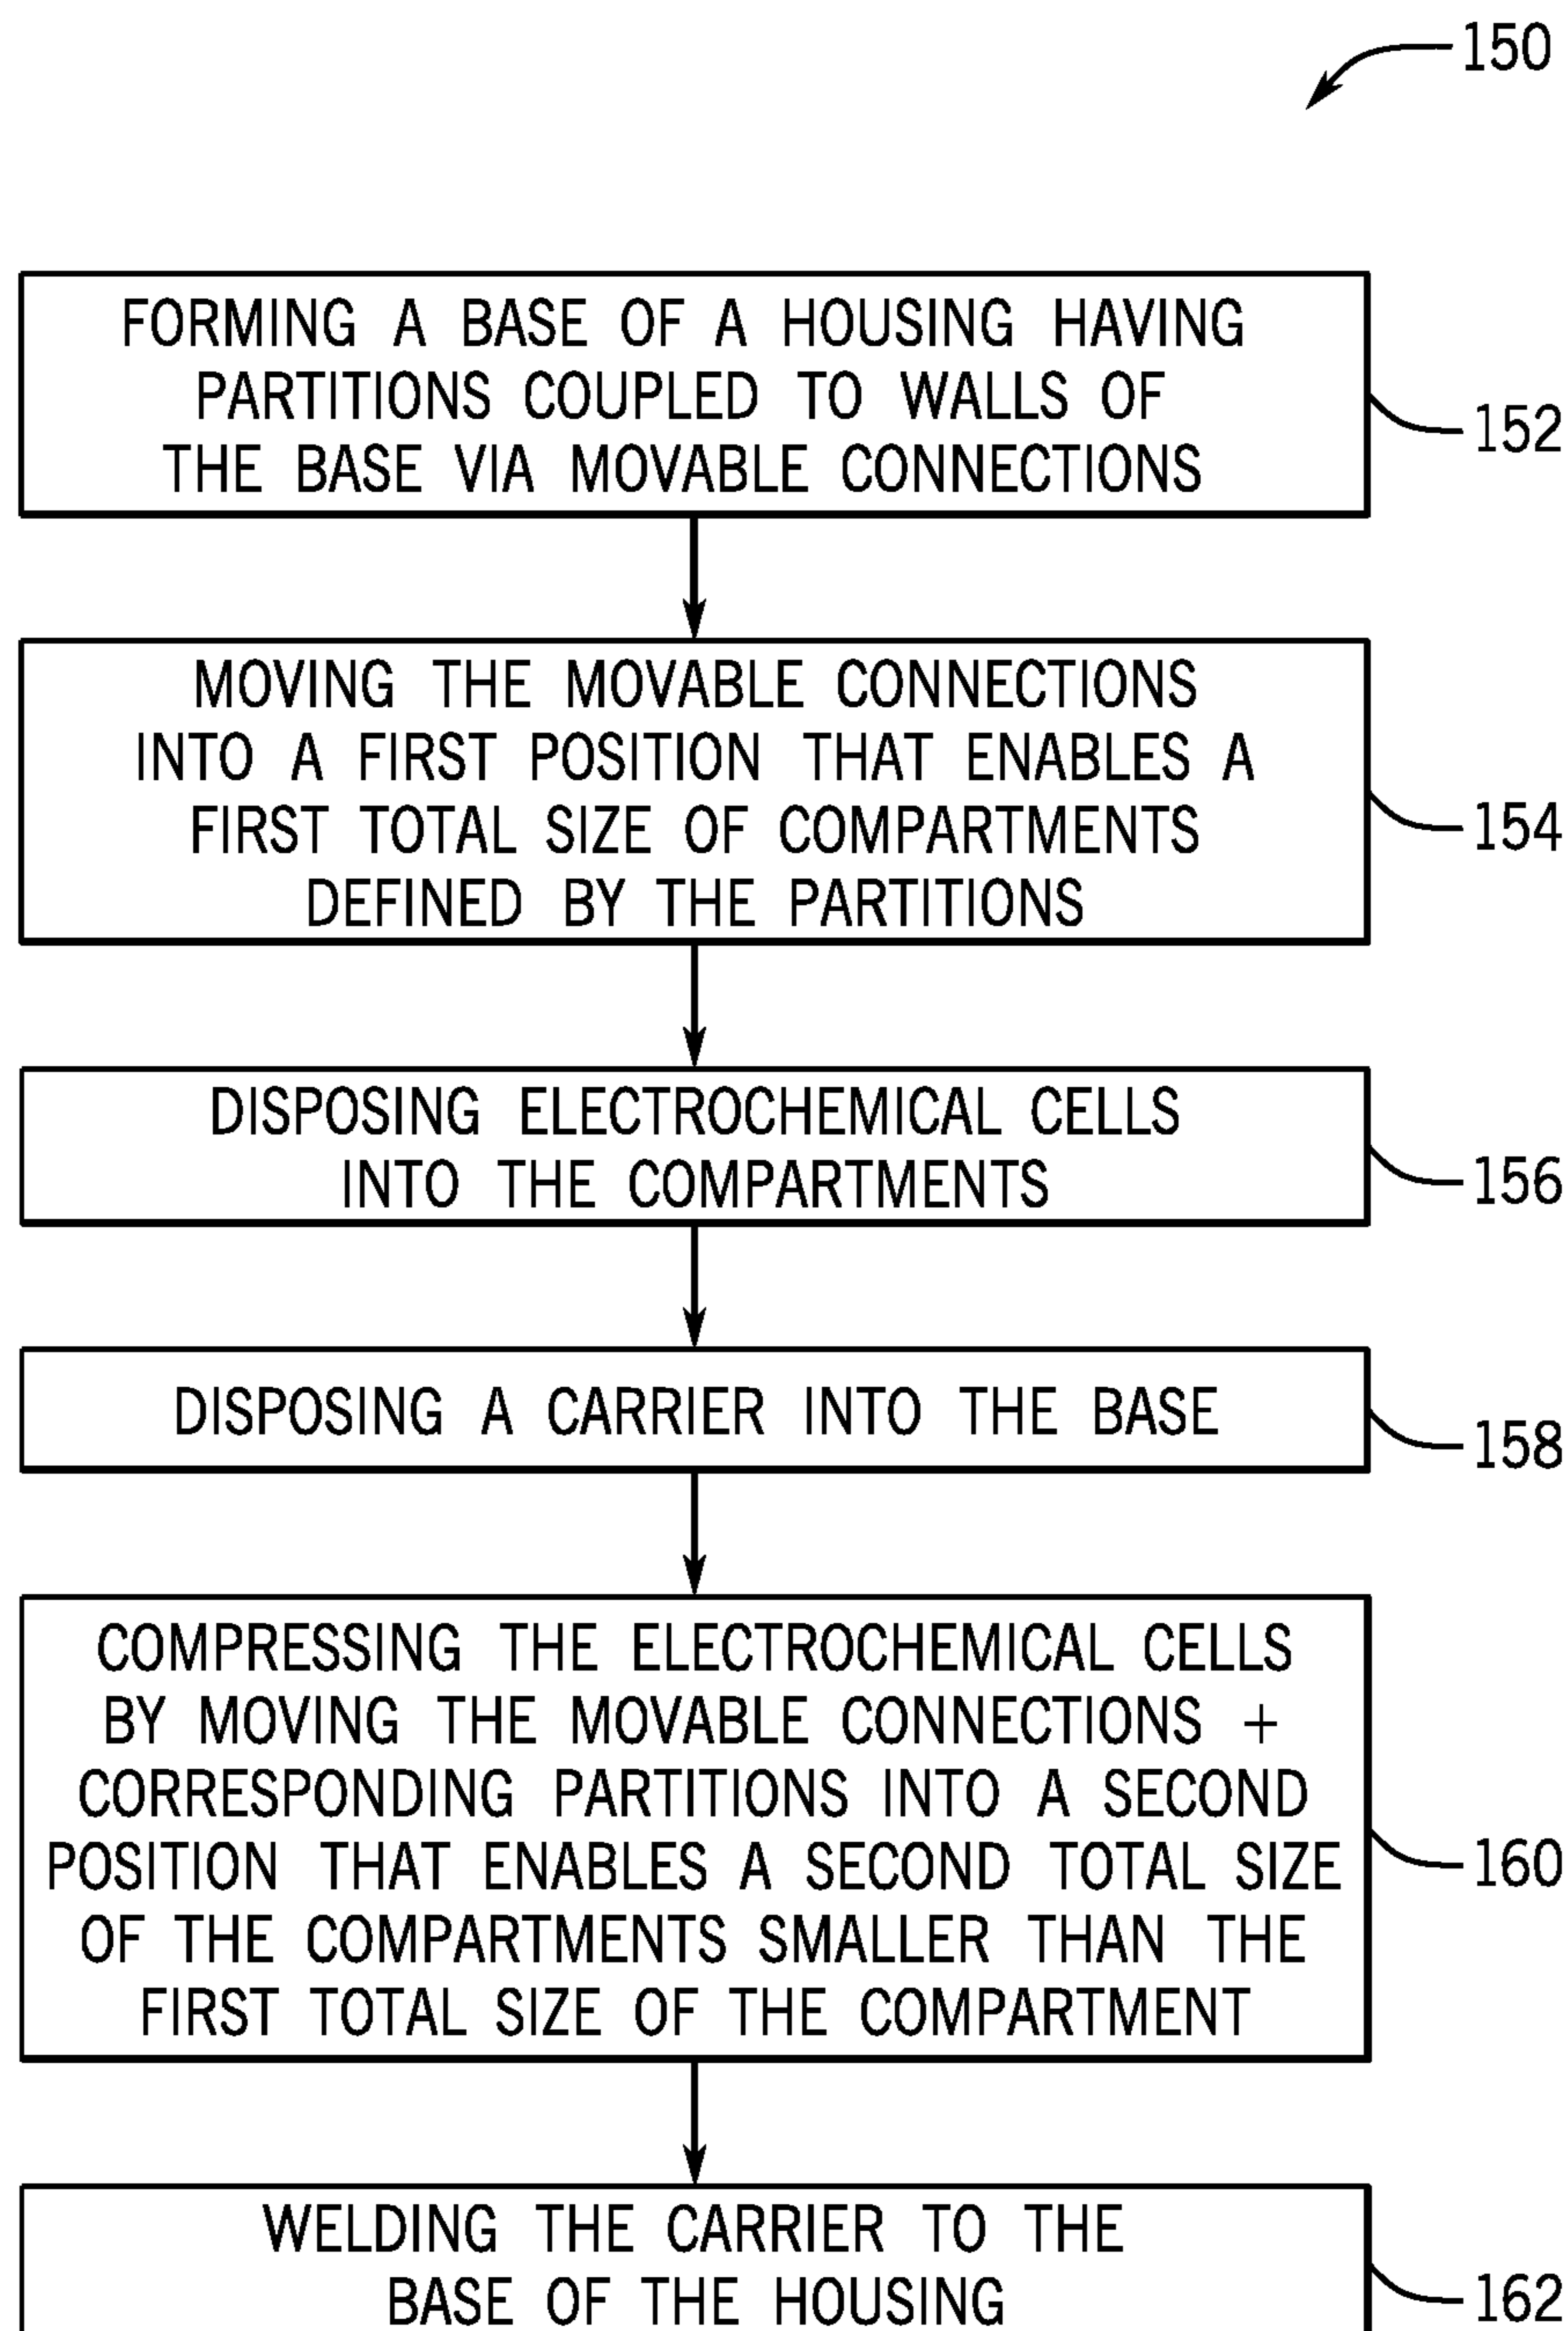 150
FORMING A BASE OF A HOUSING HAVING
PARTITIONS COUPLED TO WALLS OF
THE BASE VIA MOVABLE CONNECTIONS
152
MOVING THE MOVABLE CONNECTIONS
INTO A FIRST POSITION THAT ENABLES A
FIRST TOTAL SIZE OF COMPARTMENTS
DEFINED BY THE PARTITIONS
154
DISPOSING ELECTROCHEMICAL CELLS
INTO THE COMPARTMENTS
156
DISPOSING A CARRIER INTO THE BASE
158
COMPRESSING THE ELECTROCHEMICAL CELLS
BY MOVING THE MOVABLE CONNECTIONS +
CORRESPONDING PARTITIONS INTO A SECOND
POSITION THAT ENABLES A SECOND TOTAL SIZE
OF THE COMPARTMENTS SMALLER THAN THE
FIRST TOTAL SIZE OF THE COMPARTMENT
160
WELDING THE CARRIER TO THE
BASE OF THE HOUSING
162